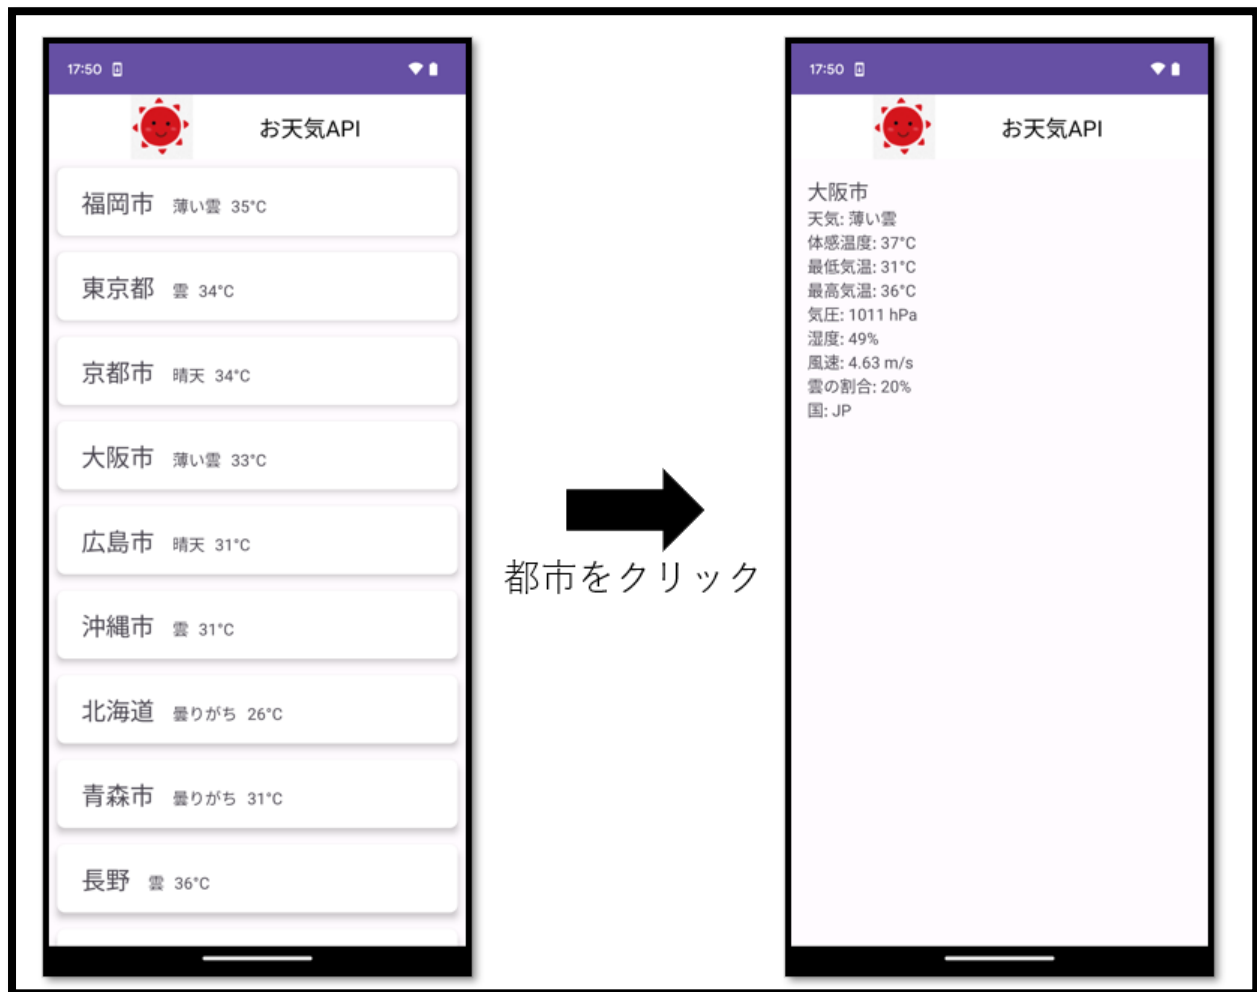 17:50
お天気API
福岡市 薄い雲 35°C
東京都 雲 34°C
京都市 晴天 34°C
大阪市 薄い雲 33°C
広島市 晴天 31°C
沖縄市 雲 31°C
北海道 曇りがち 26°C
青森市 曇りがち 31°C
長野 雲 36°C
都市をクリック
17:50
お天気API
大阪市
天気: 薄い雲
体感温度: 37°C
最低気温: 31°C
最高気温: 36°C
気圧: 1011 hPa
湿度: 49%
風速: 4.63 m/s
雲の割合: 20%
国: JP